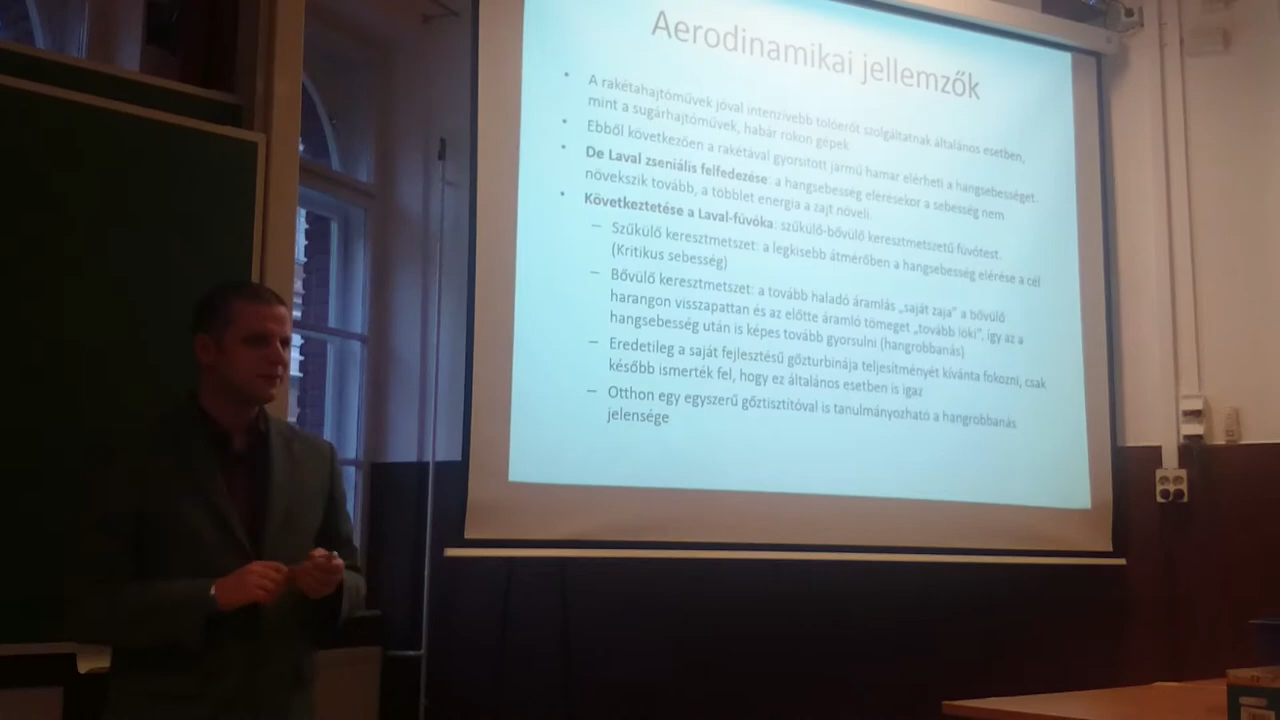 Aerodinamikai jellemzők
• A rakétahajtóművek jóval intenzívebb tolóerőt szolgáltatnak általános esetben,
mint a sugárhajtóművek, habár rokon gépek
• Ebből következően a rakétával gyorsított jármű hamar elérheti a hangsebességet.
• De Laval zseniális felfedezése: a hangsebesség elérésekor a sebesség nem
növekszik tovább, a többlet energia a zajt növeli.
• Következtetése a Laval-fúvóka: szűkülő-bővülő keresztmetszetű fúvótest.
– Szűkülő keresztmetszet: a legkisebb átmérőben a hangsebesség elérése a cél
(Kritikus sebesség)
– Bővülő keresztmetszet: a tovább haladó áramlás „saját zaja” a bővülő
harangon visszapattan és az előtte áramló tömeget „tovább löki”, így az a
hangsebesség után is képes tovább gyorsulni (hangrobbanás)
– Eredetileg a saját fejlesztésű gőzturbinája teljesítményét kívánta fokozni, csak
később ismerték fel, hogy ez általános esetben is igaz
– Otthon egy egyszerű gőztisztítóval is tanulmányozható a hangrobbanás
jelensége